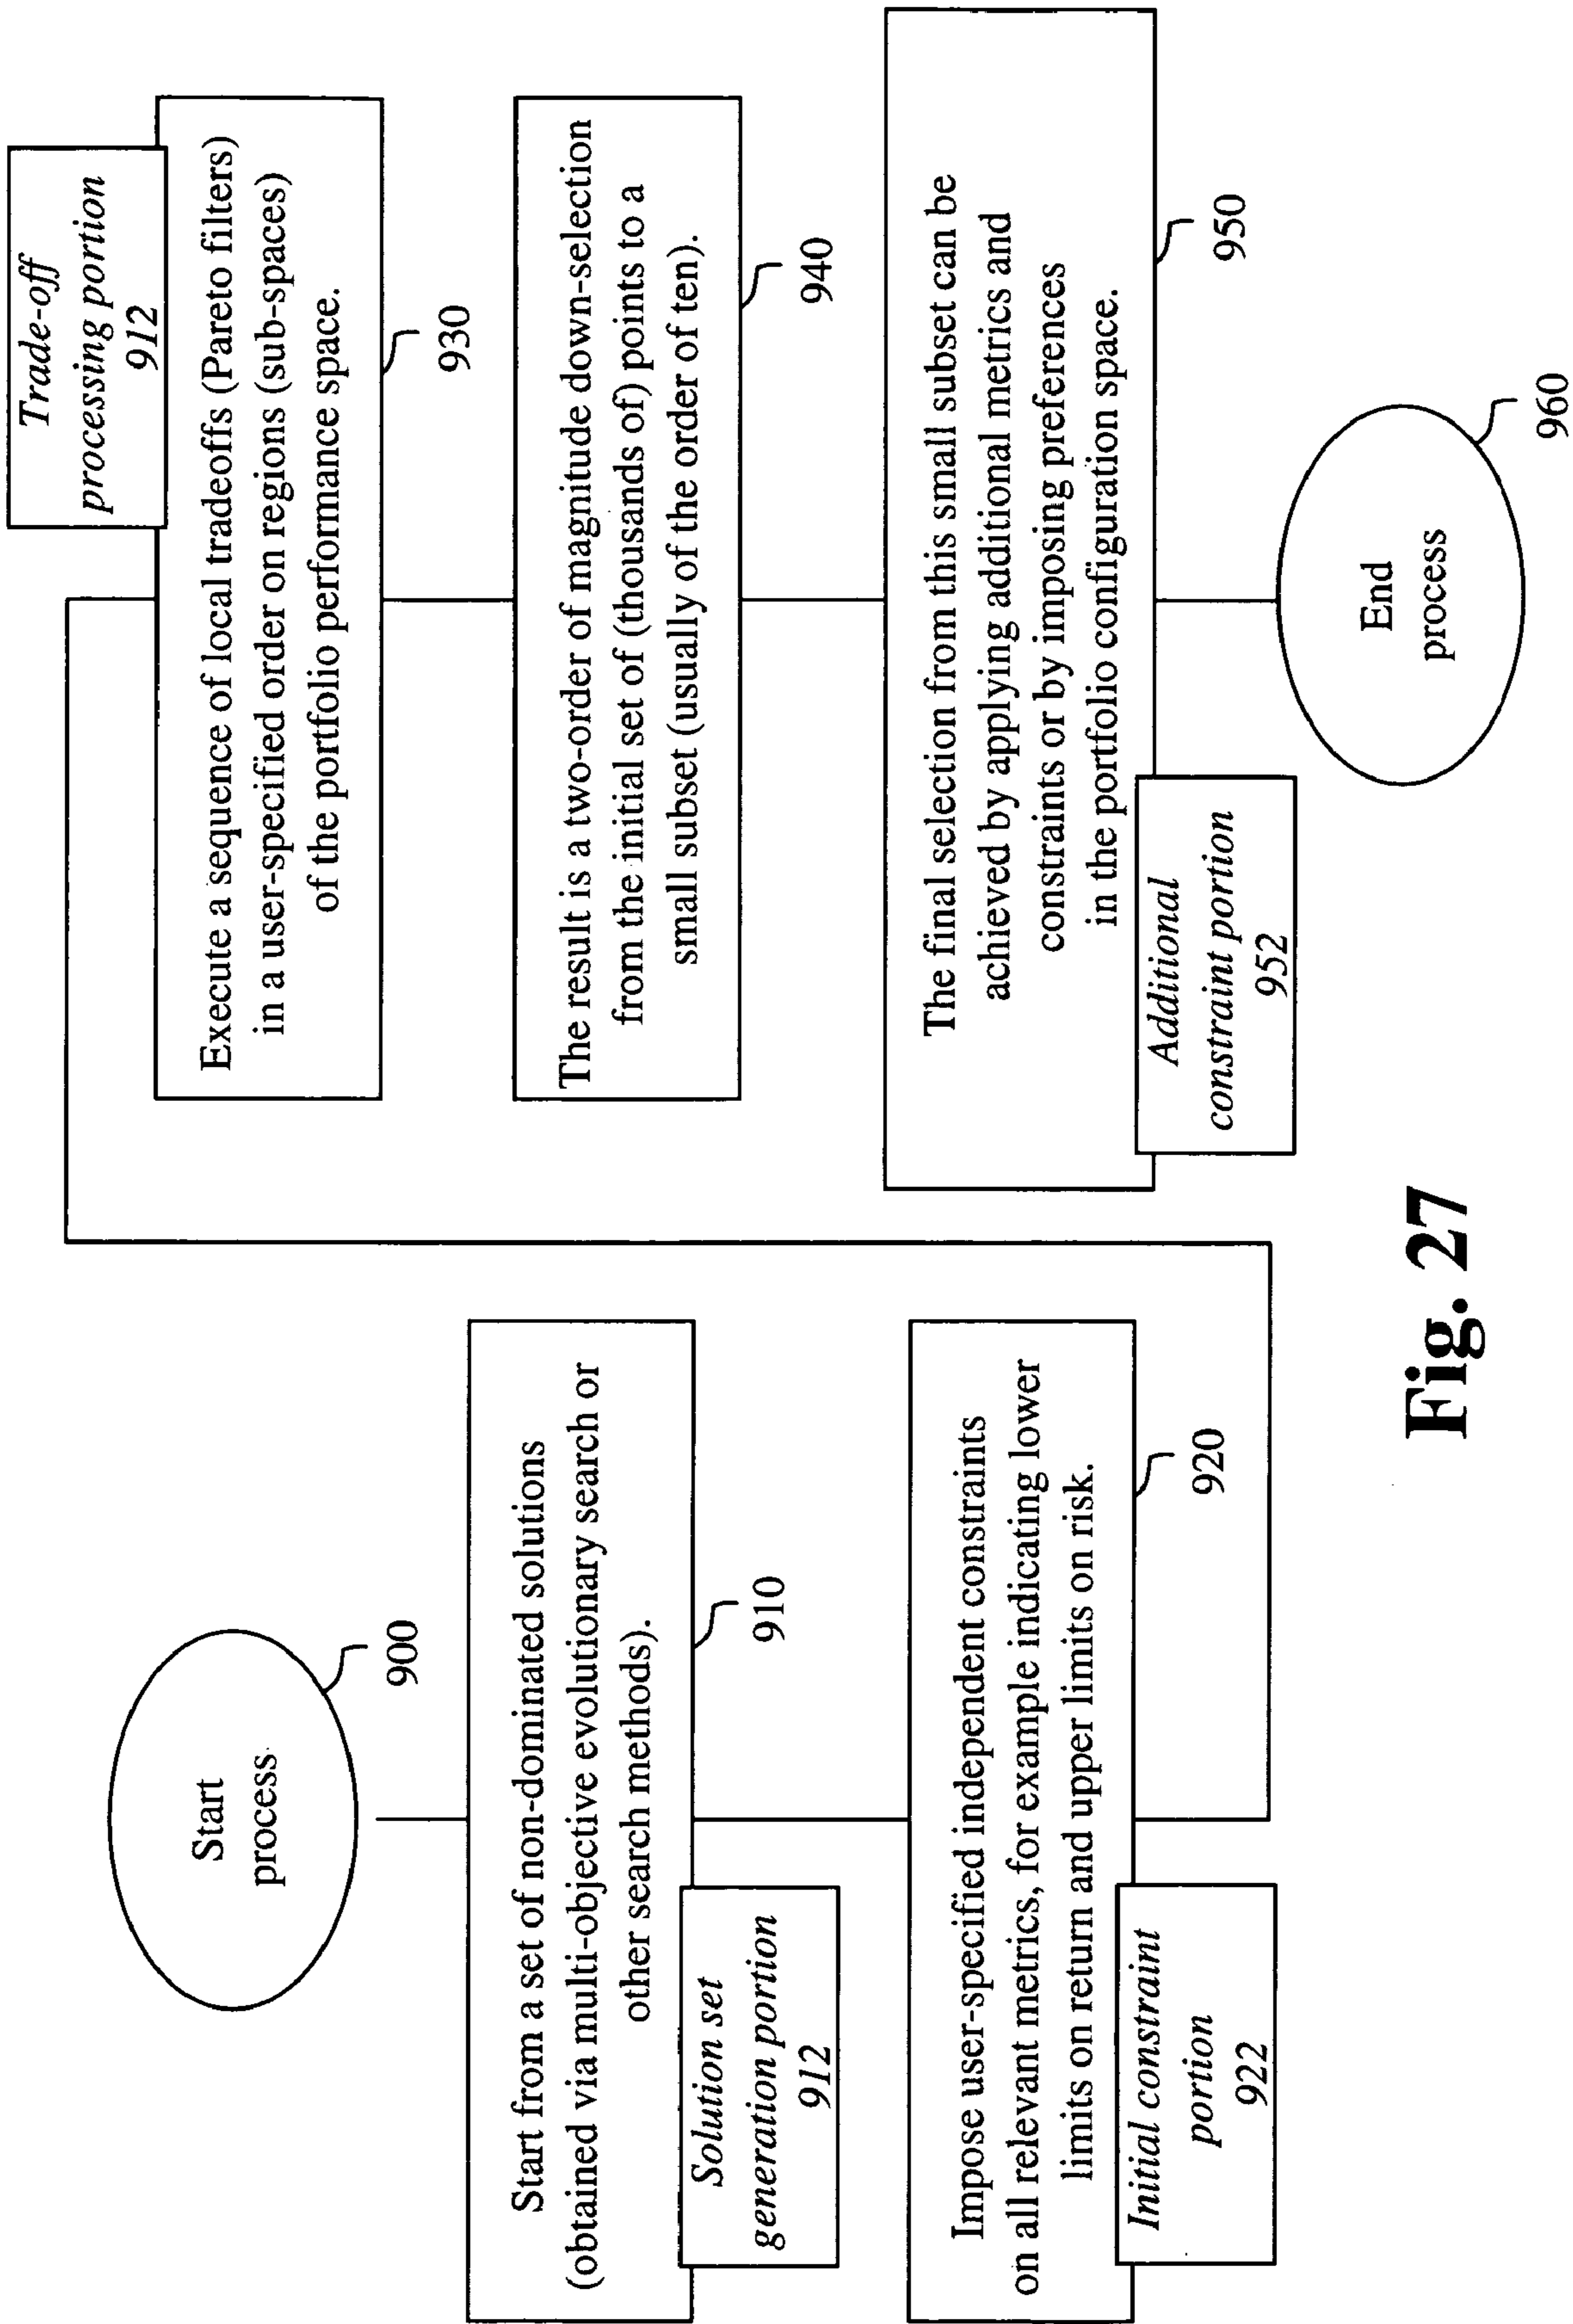 Start
process
900
Start from a set of non-dominated solutions
(obtained via multi-objective evolutionary search or
other search methods).
910
Solution set
generation portion
912
Impose user-specified independent constraints
on all relevant metrics, for example indicating lower
limits on return and upper limits on risk.
920
Initial constraint
portion
922
Trade-off
processing portion
912
Execute a sequence of local tradeoffs (Pareto filters)
in a user-specified order on regions (sub-spaces)
of the portfolio performance space.
930
The result is a two-order of magnitude down-selection
from the initial set of (thousands of) points to a
small subset (usually of the order of ten).
940
The final selection from this small subset can be
achieved by applying additional metrics and
constraints or by imposing preferences
in the portfolio configuration space.
950
Additional
constraint portion
952
End
process
960
Fig. 27